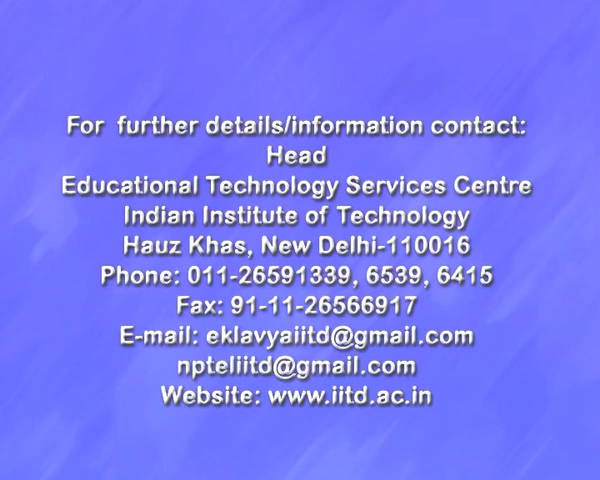 For further details/information contact:
Head
Educational Technology Services Centre
Indian Institute of Technology
Hauz Khas, New Delhi-110016
Phone: 011-26591339, 6539, 6415
Fax: 91-11-26566917
E-mail: eklavyaiitd@gmail.com
npteliitd@gmail.com
Website: www.iitd.ac.in